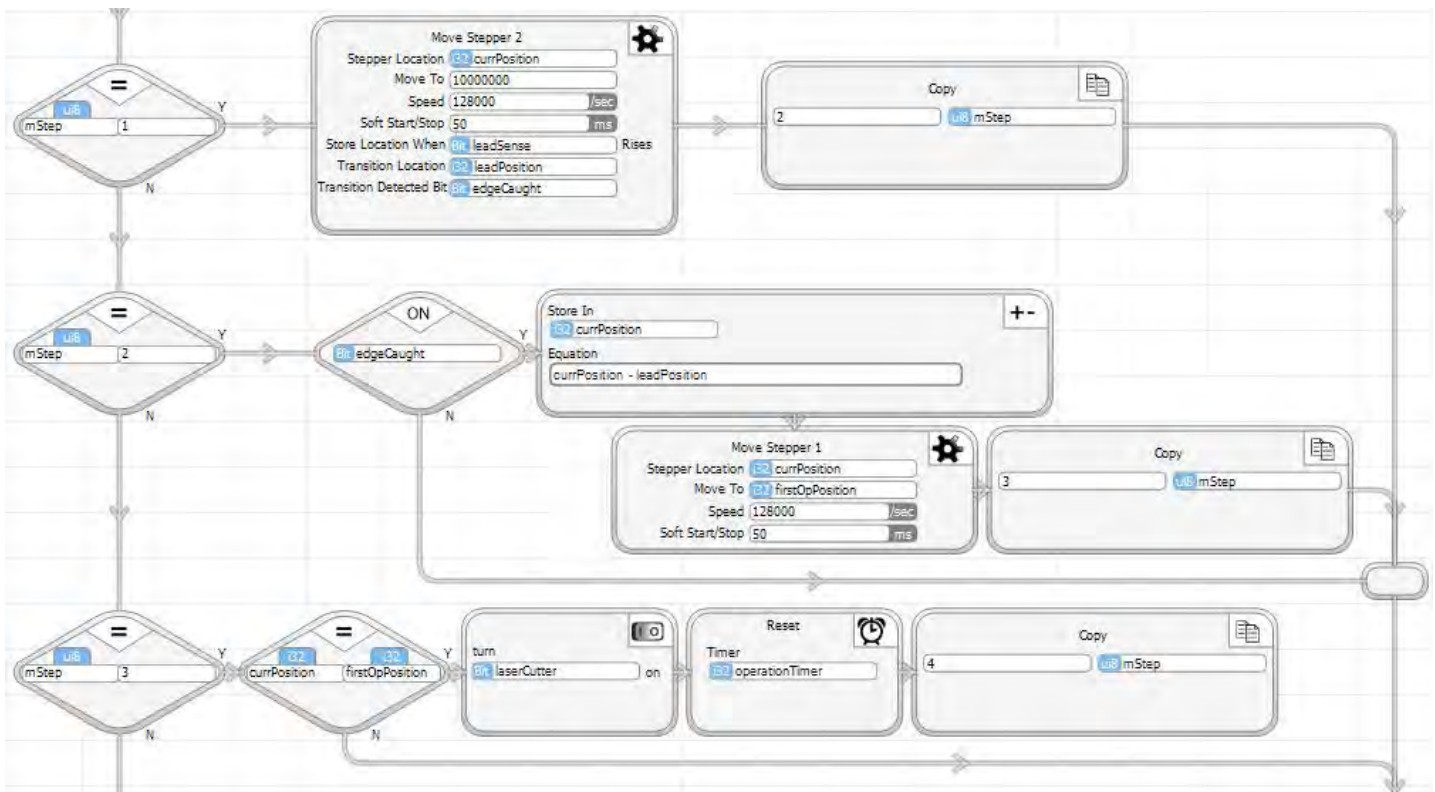 Move Stepper 2
Stepper Location i32 currPosition
Move To 10000000
Speed 128000 /sec
Soft Start/Stop 50 ms
Store Location When Bit leadSense Rises
Transition Location i32 leadPosition
Transition Detected Bit Bit edgeCaught
=
ui8
mStep 1
Y
N
Copy
2 ui8 mStep
=
ui8
mStep 2
Y
N
ON
Bit edgeCaught
Y
N
Store In
i32 currPosition
+-
Equation
currPosition - leadPosition
Move Stepper 1
Stepper Location i32 currPosition
Move To i32 firstOpPosition
Speed 128000 /sec
Soft Start/Stop 50 ms
Copy
3 ui8 mStep
=
ui8
mStep 3
Y
N
=
i32 i32
currPosition firstOpPosition
Y
N
I O
turn
Bit laserCutter on
Reset
Timer
i32 operationTimer
Copy
4 ui8 mStep